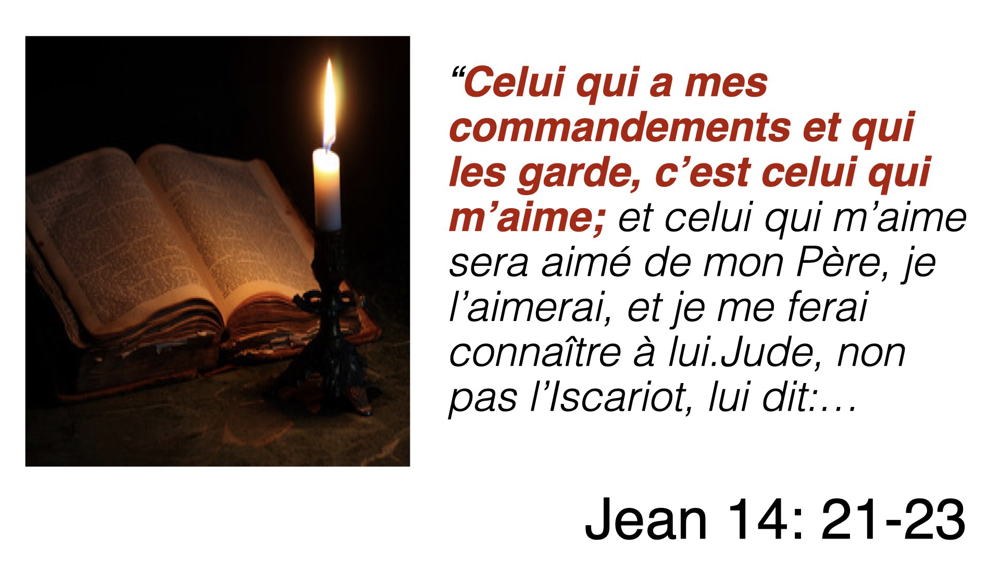 “Celui qui a mes
commandements et qui
les garde, c’est celui qui
m’aime; et celui qui m’aime
sera aimé de mon Père, je
l’aimerai, et je me ferai
connaître à lui.Jude, non
pas l’Iscariot, lui dit:…
Jean 14: 21-23